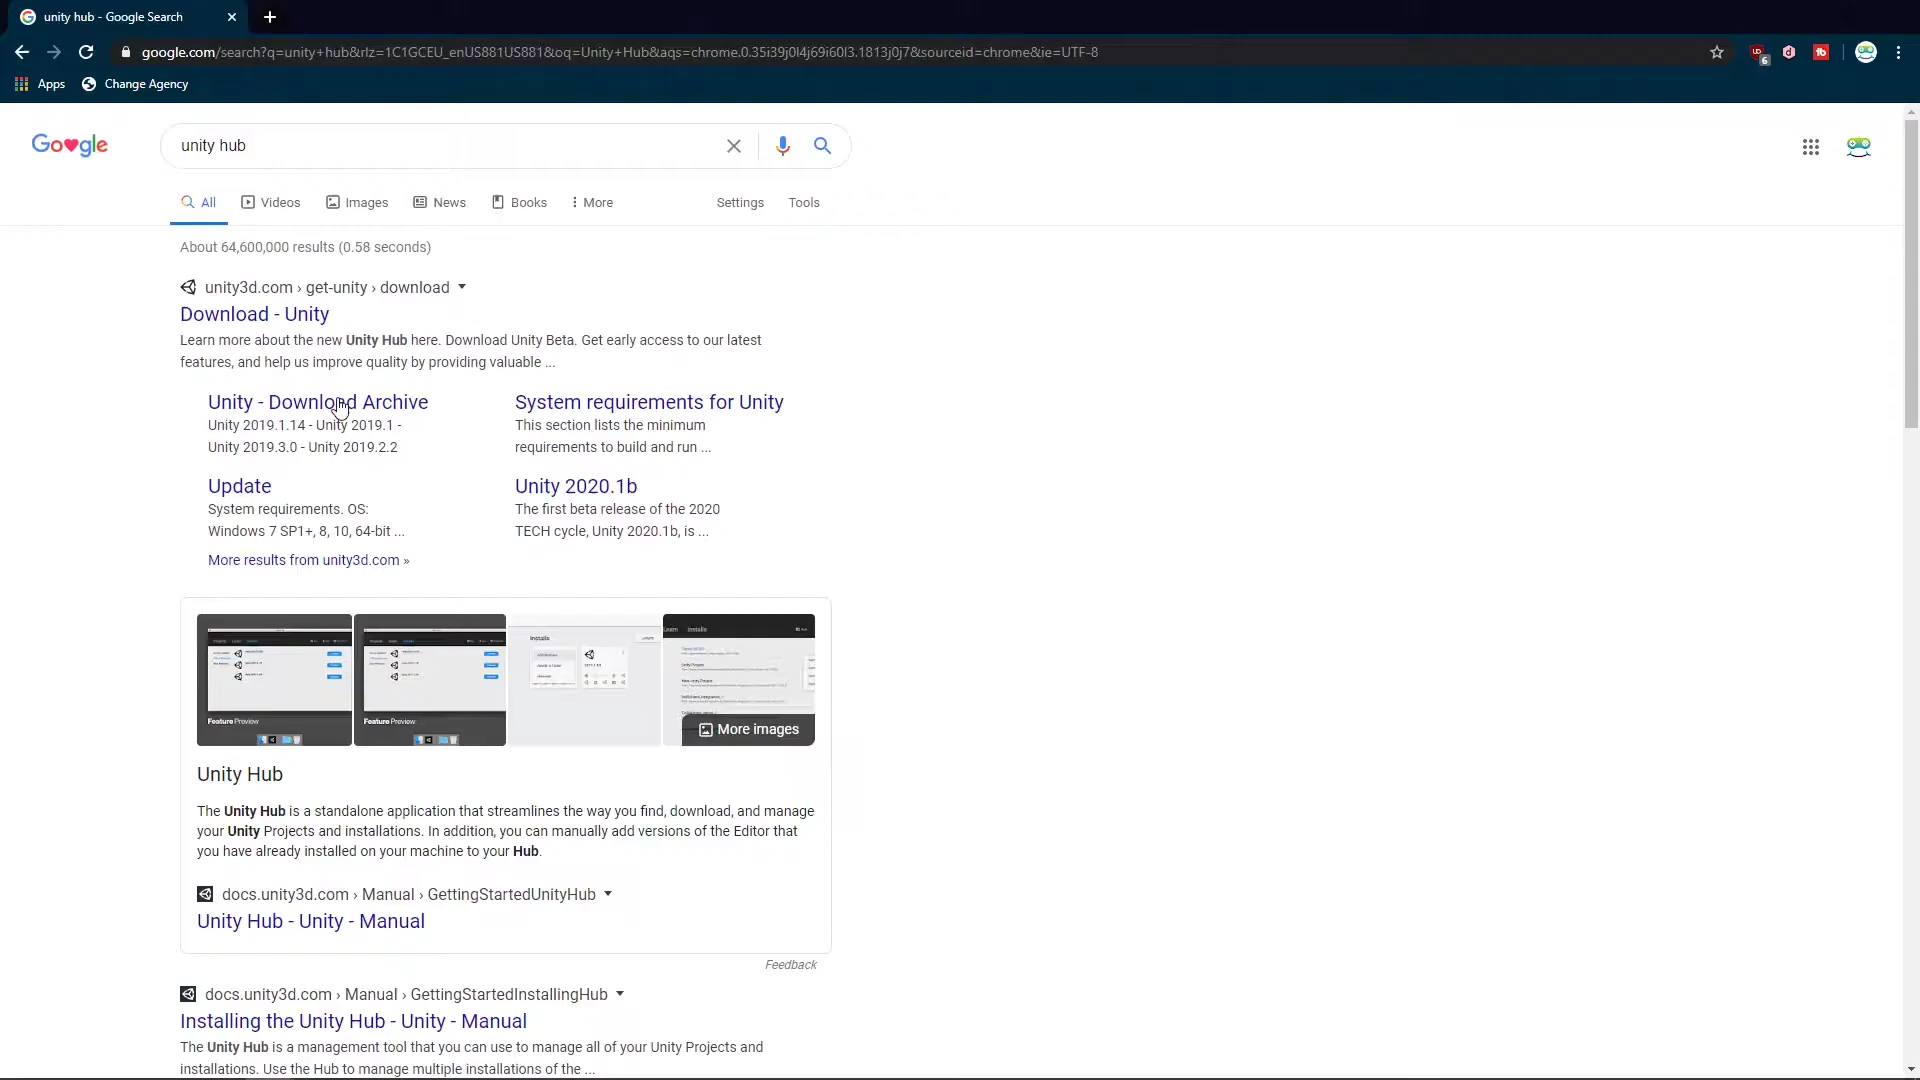 unity hub - Google Search
google.com/search?q=unity+hub&rlz=1C1GCEU_enUS881US881&oq=Unity+Hub&aqs=chrome.0.35i39j0l4j69i60l3.1813j0j7&sourceid=chrome&ie=UTF-8
6
Apps
Change Agency
unity hub
All
Videos
Images
News
Books
More
Settings
Tools
About 64,600,000 results (0.58 seconds)
unity3d.com › get-unity › download
Download - Unity
Learn more about the new Unity Hub here. Download Unity Beta. Get early access to our latest
features, and help us improve quality by providing valuable ...
Unity - Download Archive
Unity 2019.1.14 - Unity 2019.1 -
Unity 2019.3.0 - Unity 2019.2.2
System requirements for Unity
This section lists the minimum
requirements to build and run ...
Update
System requirements. OS:
Windows 7 SP1+, 8, 10, 64-bit ...
Unity 2020.1b
The first beta release of the 2020
TECH cycle, Unity 2020.1b, is ...
More results from unity3d.com »
Feature Preview
Feature Preview
Installs
Learn Installs
More images
Unity Hub
The Unity Hub is a standalone application that streamlines the way you find, download, and manage
your Unity Projects and installations. In addition, you can manually add versions of the Editor that
you have already installed on your machine to your Hub.
docs.unity3d.com › Manual › GettingStartedUnityHub
Unity Hub - Unity - Manual
Feedback
docs.unity3d.com › Manual › GettingStartedInstallingHub
Installing the Unity Hub - Unity - Manual
The Unity Hub is a management tool that you can use to manage all of your Unity Projects and
installations. Use the Hub to manage multiple installations of the ...